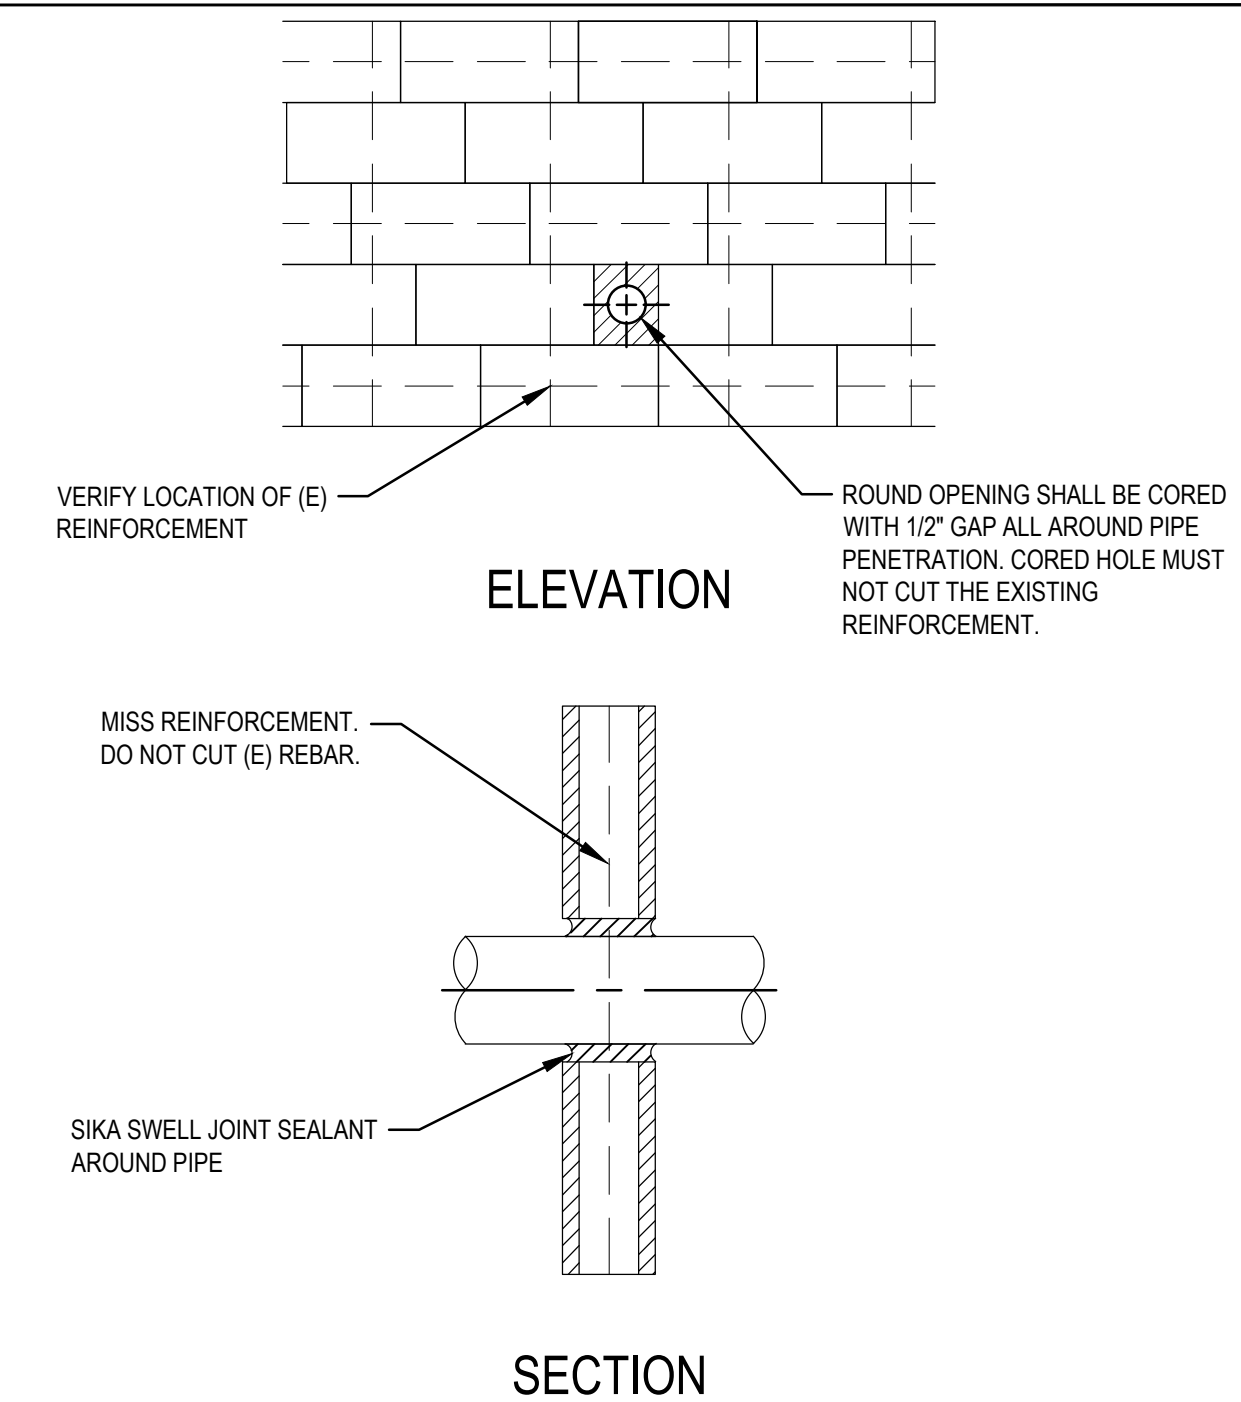 VERIFY LOCATION OF (E)
REINFORCEMENT
ROUND OPENING SHALL BE CORED
WITH 1/2" GAP ALL AROUND PIPE
PENETRATION. CORED HOLE MUST
NOT CUT THE EXISTING
REINFORCEMENT.
ELEVATION
MISS REINFORCEMENT.
DO NOT CUT (E) REBAR.
SIKA SWELL JOINT SEALANT
AROUND PIPE
SECTION